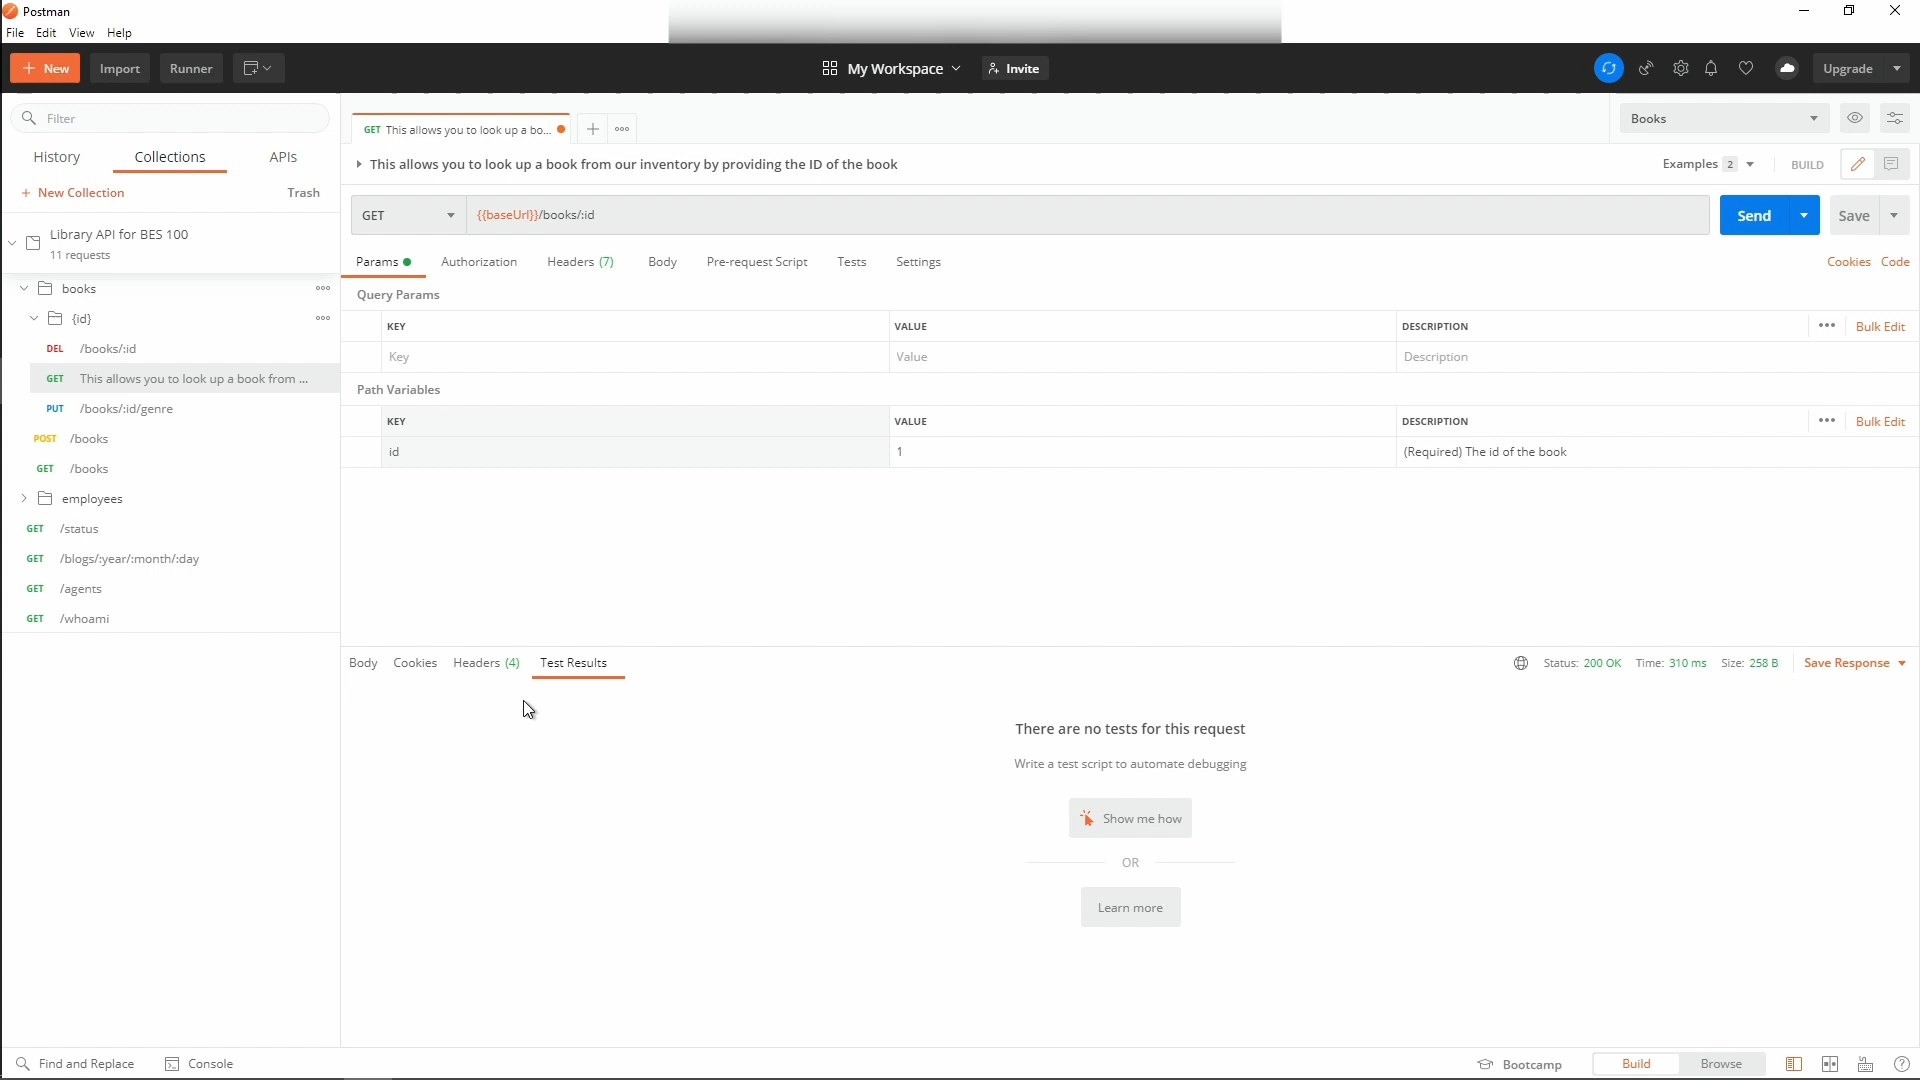 Postman
File Edit View Help
New Import Runner My Workspace Invite Upgrade
Filter
History Collections APIs
New Collection Trash
Library API for BES 100
11 requests
books
{id}
DEL /books/:id
GET This allows you to look up a book from ...
PUT /books/:id/genre
POST /books
GET /books
employees
GET /status
GET /blogs/:year/:month/:day
GET /agents
GET /whoami
GET This allows you to look up a bo...
Books
This allows you to look up a book from our inventory by providing the ID of the book
Examples 2 BUILD
GET {{baseUrl}}/books/:id Send Save
Params Authorization Headers (7) Body Pre-request Script Tests Settings Cookies Code
Query Params
KEY VALUE DESCRIPTION Bulk Edit
Key Value Description
Path Variables
KEY VALUE DESCRIPTION Bulk Edit
id 1 (Required) The id of the book
Body Cookies Headers (4) Test Results Status: 200 OK Time: 310 ms Size: 258 B Save Response
There are no tests for this request
Write a test script to automate debugging
Show me how
OR
Learn more
Find and Replace Console Bootcamp Build Browse